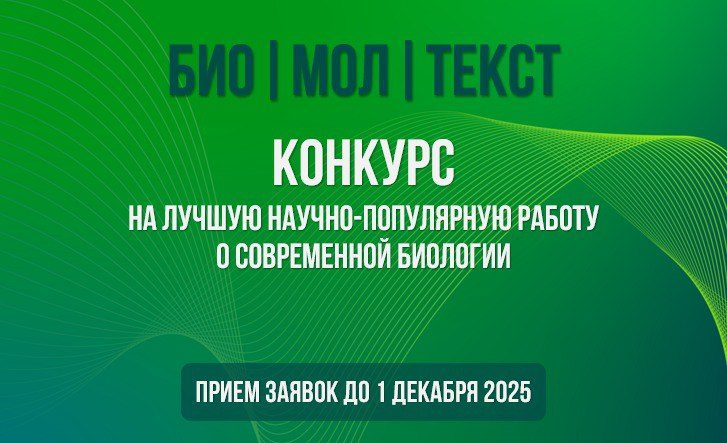 БИО | МОЛ | ТЕКСТ
КОНКУРС
НА ЛУЧШУЮ НАУЧНО-ПОПУЛЯРНУЮ РАБОТУ
О СОВРЕМЕННОЙ БИОЛОГИИ
ПРИЕМ ЗАЯВОК ДО 1 ДЕКАБРЯ 2025